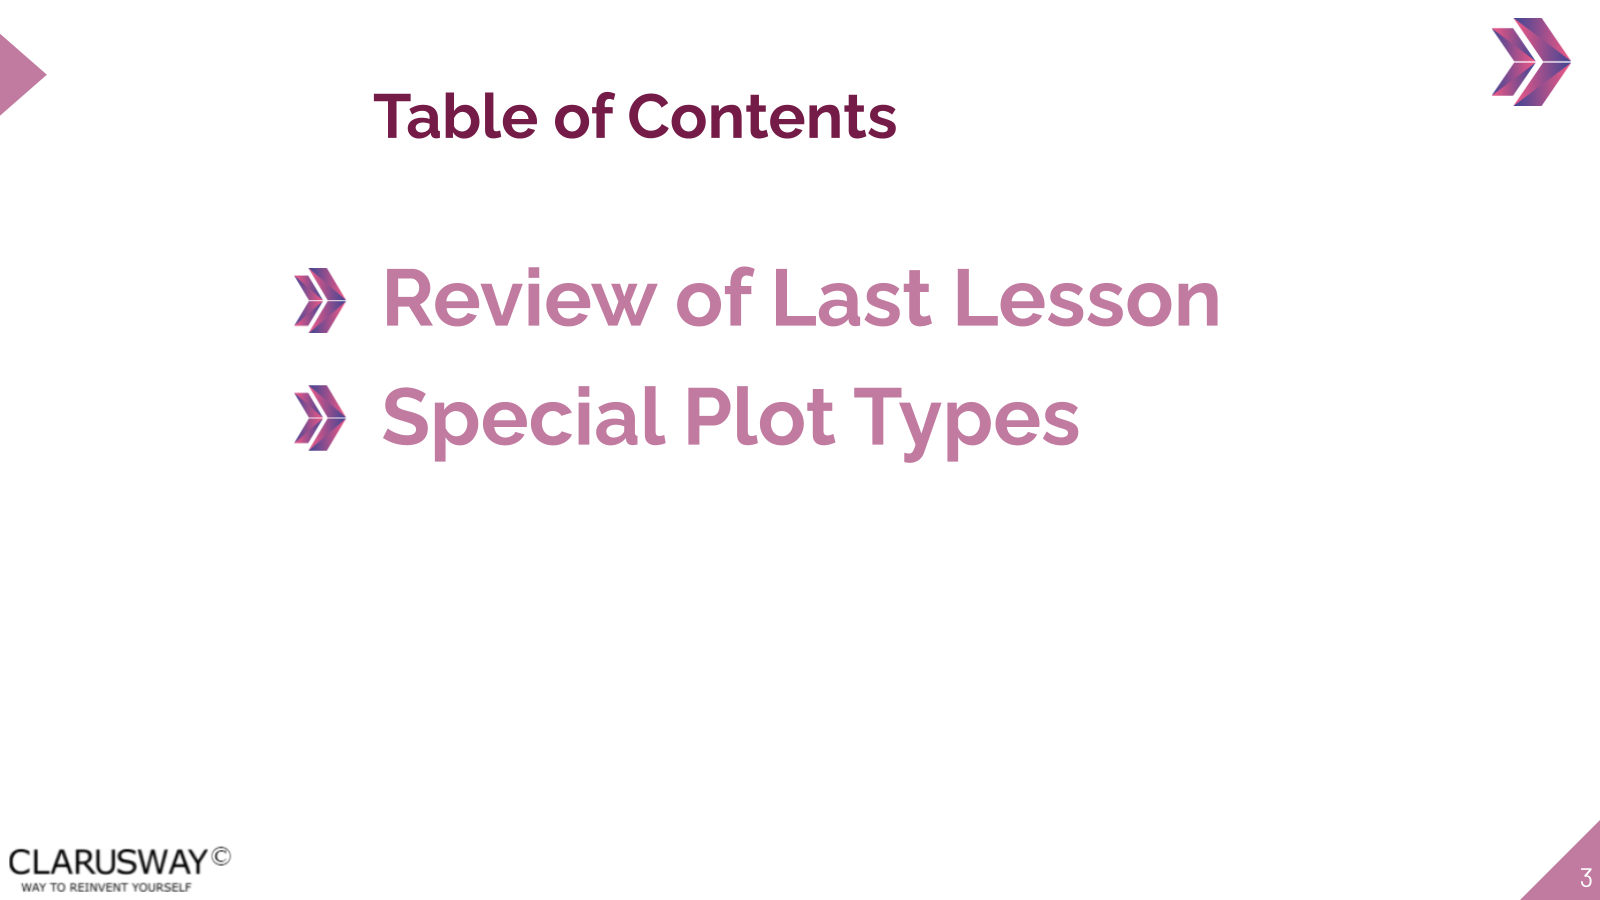 Table of Contents
Review of Last Lesson
Special Plot Types
CLARUSWAY©
WAY TO REINVENT YOURSELF
3